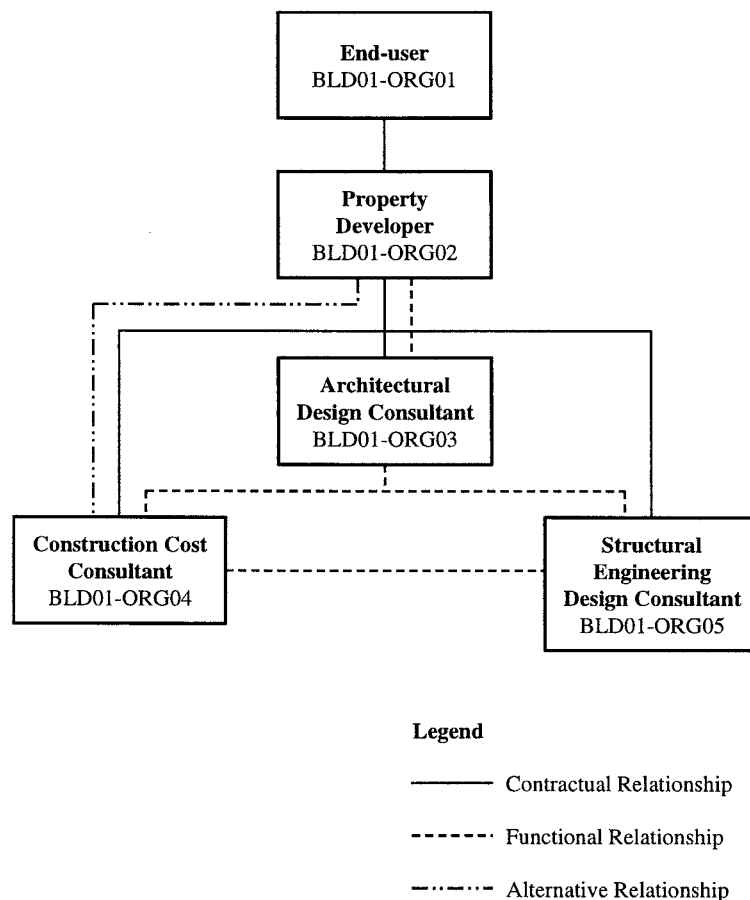 End-user
BLD01-ORG01
Property
Developer
BLD01-ORG02
Architectural
Design Consultant
BLD01-ORG03
Construction Cost
Consultant
BLD01-ORG04
Structural
Engineering
Design Consultant
BLD01-ORG05
Legend
Contractual Relationship
Functional Relationship
Alternative Relationship